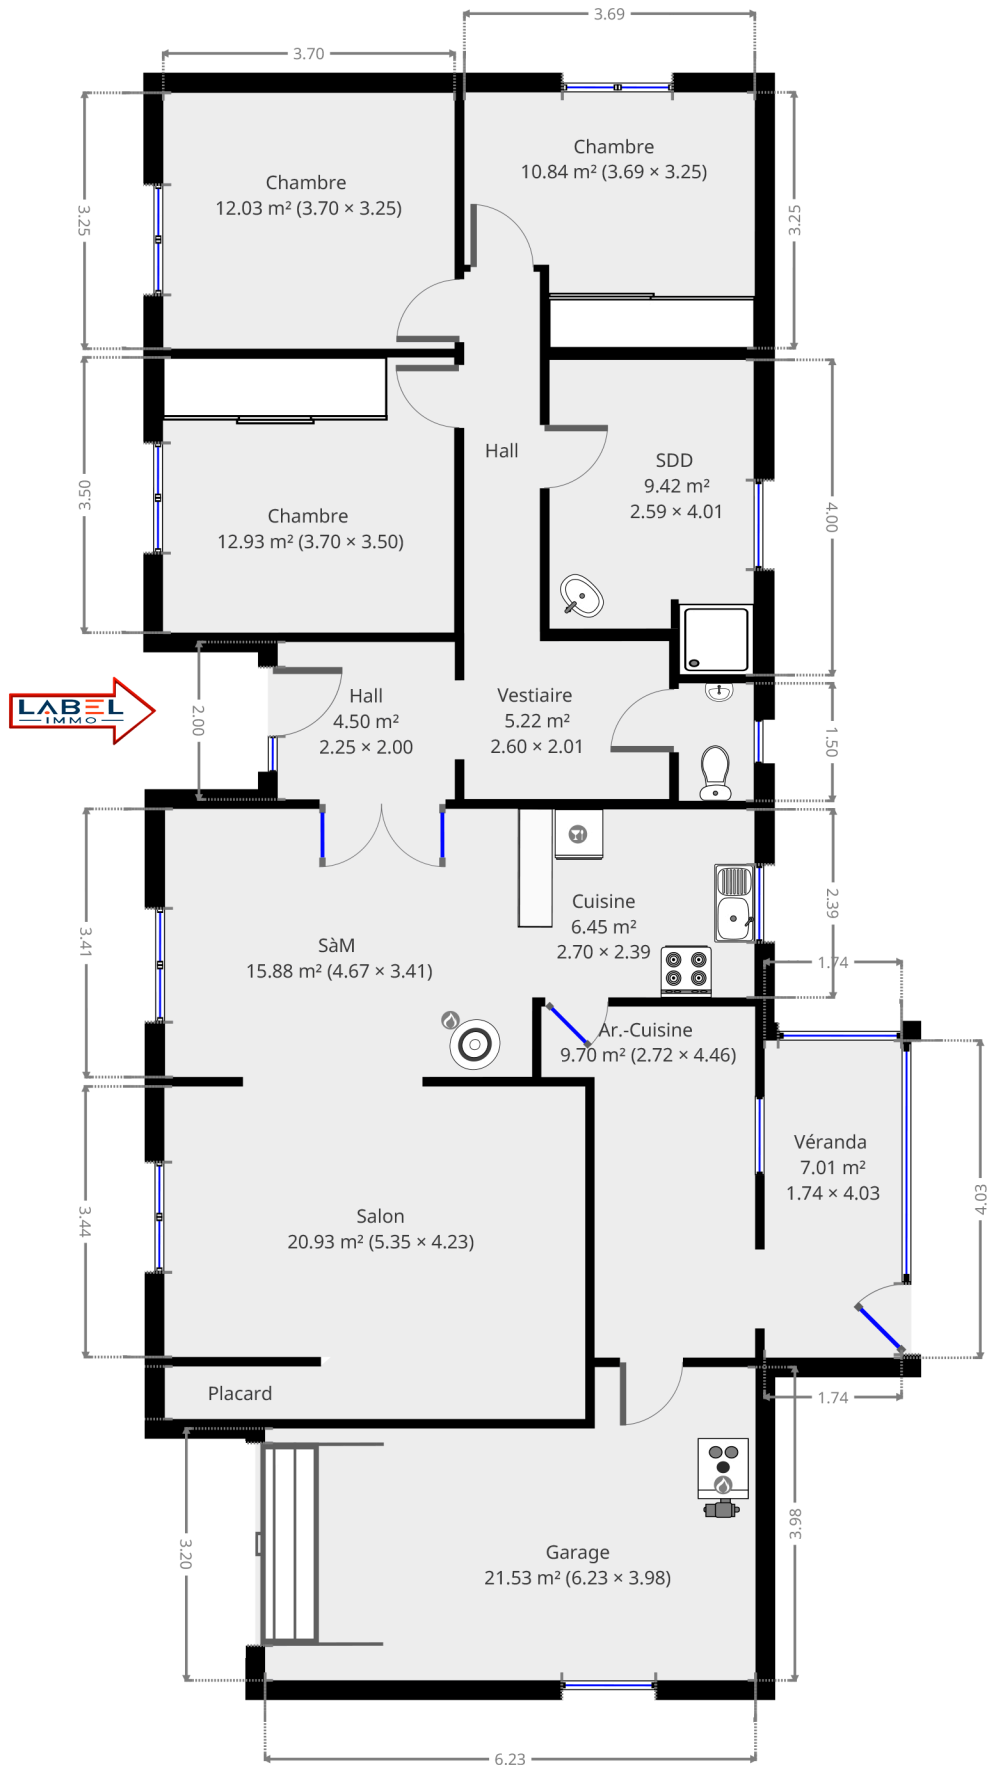 3.69
3.70
Chambre
10.84 m² (3.69 × 3.25)
Chambre
12.03 m² (3.70 × 3.25)
3.25
3.25
Hall
SDD
9.42 m²
2.59 × 4.01
3.50
4.00
Chambre
12.93 m² (3.70 × 3.50)
LABEL
IMMO
2.00
Hall
4.50 m²
2.25 × 2.00
Vestiaire
5.22 m²
2.60 × 2.01
1.50
Cuisine
6.45 m²
2.70 × 2.39
2.39
3.41
SàM
15.88 m² (4.67 × 3.41)
1.74
Ar.-Cuisine
9.70 m² (2.72 × 4.46)
Véranda
7.01 m²
1.74 × 4.03
4.03
3.44
Salon
20.93 m² (5.35 × 4.23)
Placard
1.74
3.20
3.98
Garage
21.53 m² (6.23 × 3.98)
6.23